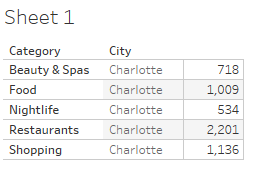 Sheet 1
Category City
Beauty & Spas Charlotte 718
Food Charlotte 1,009
Nightlife Charlotte 534
Restaurants Charlotte 2,201
Shopping Charlotte 1,136